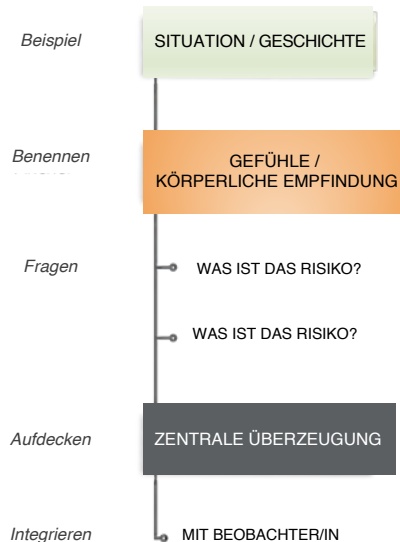 Beispiel
SITUATION / GESCHICHTE
Benennen
GEFÜHLE /
KÖRPERLICHE EMPFINDUNG
Fragen
WAS IST DAS RISIKO?
WAS IST DAS RISIKO?
Aufdecken
ZENTRALE ÜBERZEUGUNG
Integrieren
MIT BEOBACHTER/IN